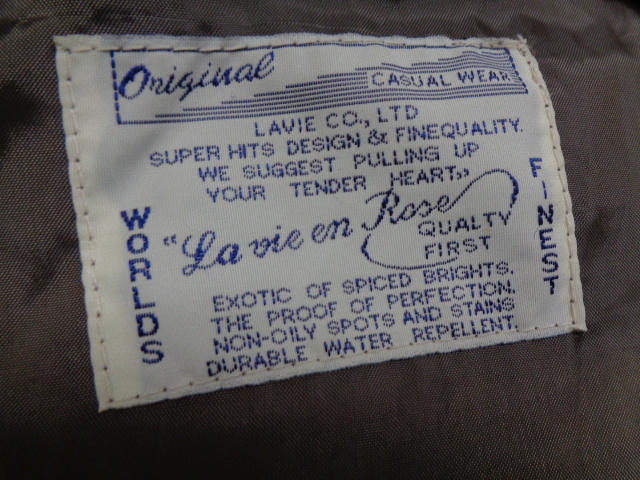 Original
CASUAL WEAR
LAVIE CO., LTD
SUPER HITS DESIGN & FINEQUALITY.
WE SUGGEST PULLING UP
YOUR TENDER HEART»
WORLDS
"La vie en Rose
QUALTY
FIRST
FINEST
EXOTIC OF SPICED BRIGHTS.
THE PROOF OF PERFECTION.
NON-OILY SPOTS AND STAINS
DURABLE WATER REPELLENT.